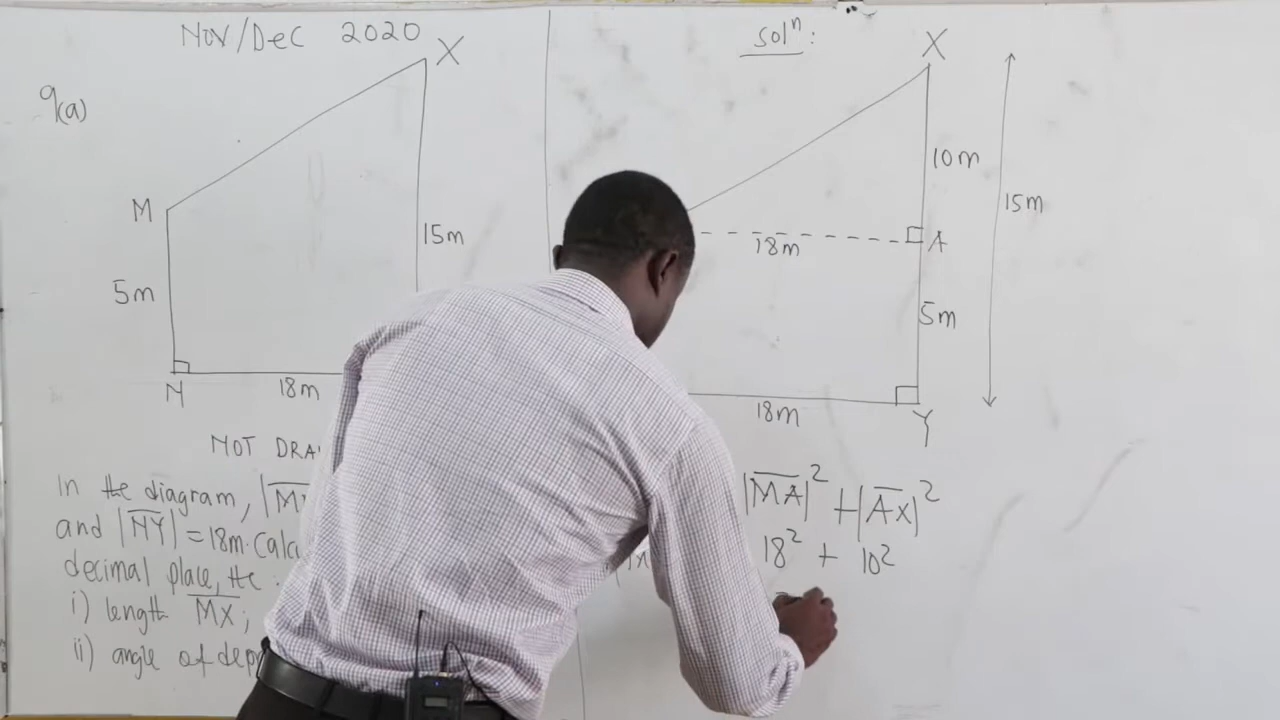 Nov/Dec 2020
9(a)
X
M
15m
5m
N
18m
NOT DRA
In the diagram, |M
and |NY| = 18m. Calc
decimal place, the
i) length MX;
ii) angle of dep
solⁿ:
X
10m
15m
18m
A
5m
18m
Y
|MA|² + |AX|²
18² + 10²